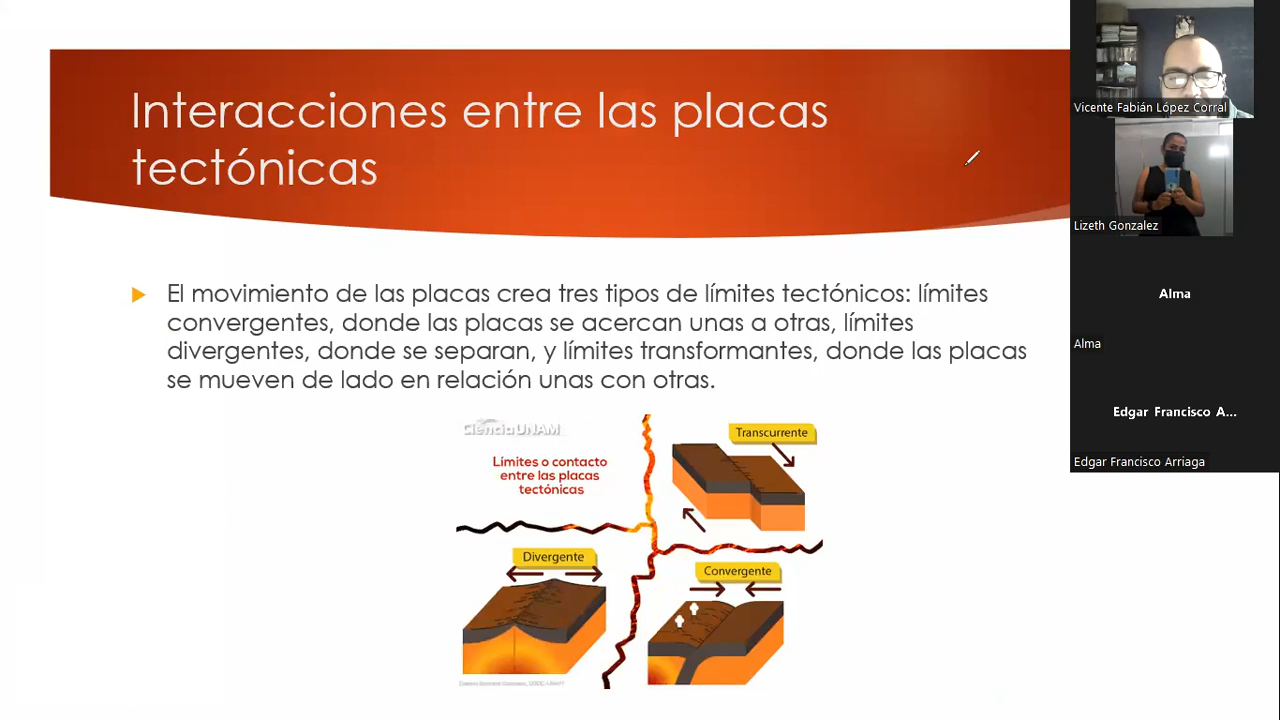 Interacciones entre las placas
tectónicas
El movimiento de las placas crea tres tipos de límites tectónicos: límites
convergentes, donde las placas se acercan unas a otras, límites
divergentes, donde se separan, y límites transformantes, donde las placas
se mueven de lado en relación unas con otras.
CienciaUNAM
Límites o contacto
entre las placas
tectónicas
Transcurrente
Divergente
Convergente
Vicente Fabián López Corral
Lizeth Gonzalez
Alma
Alma
Edgar Francisco A...
Edgar Francisco Arriaga